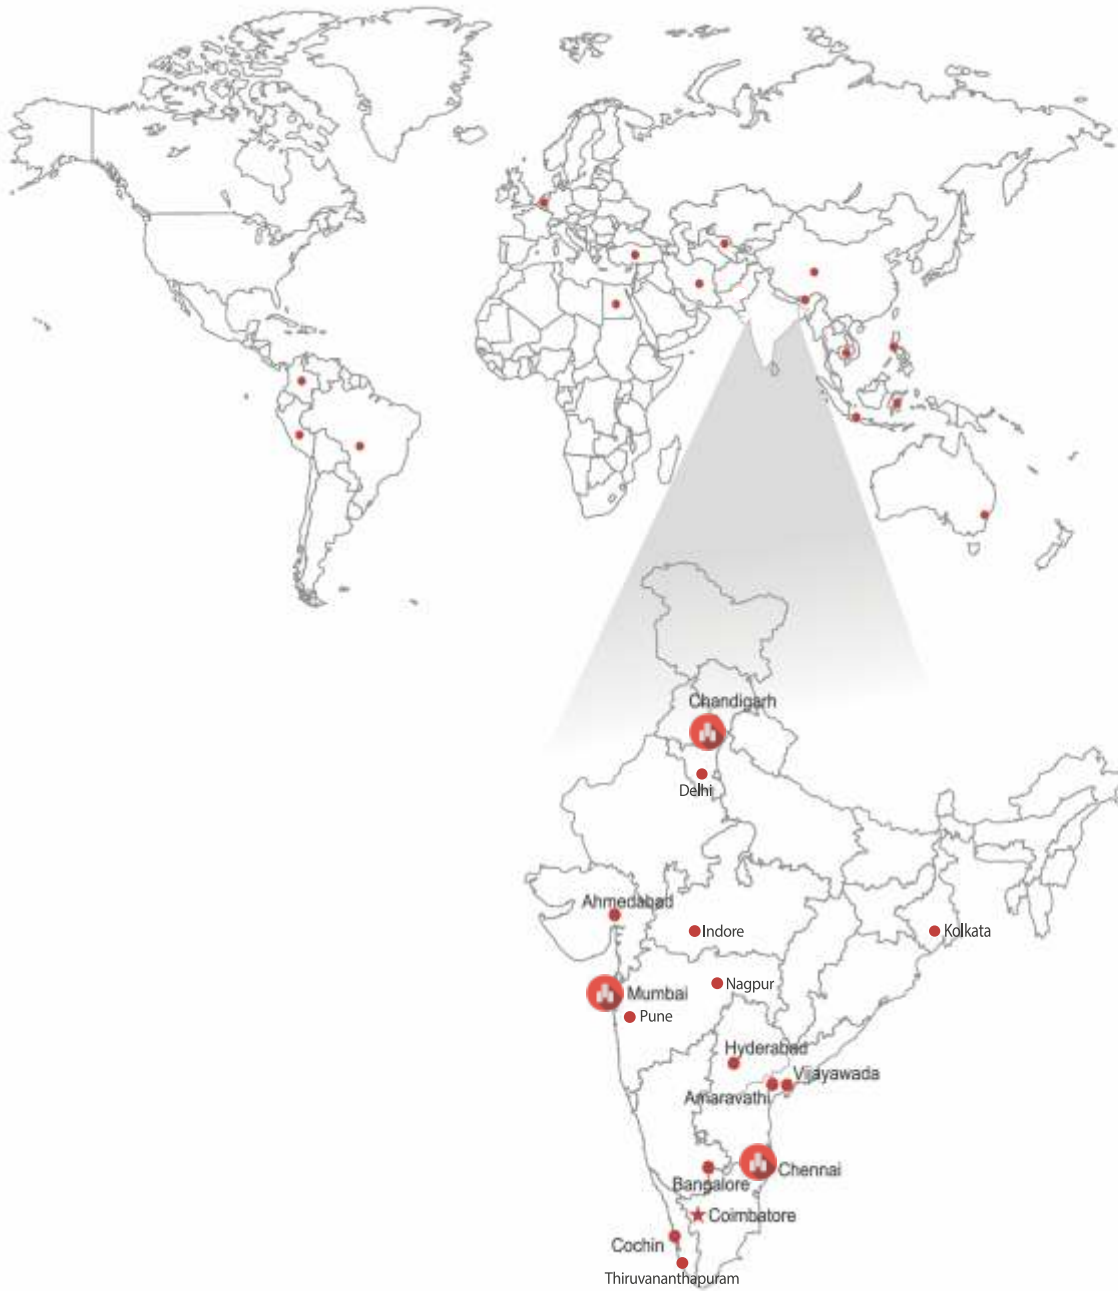 Chandigarh
Delhi
Ahmedabad
Indore
Kolkata
Nagpur
Mumbai
Pune
Hyderabad
Vijayawada
Amaravathi
Chennai
Bangalore
Coimbatore
Cochin
Thiruvananthapuram